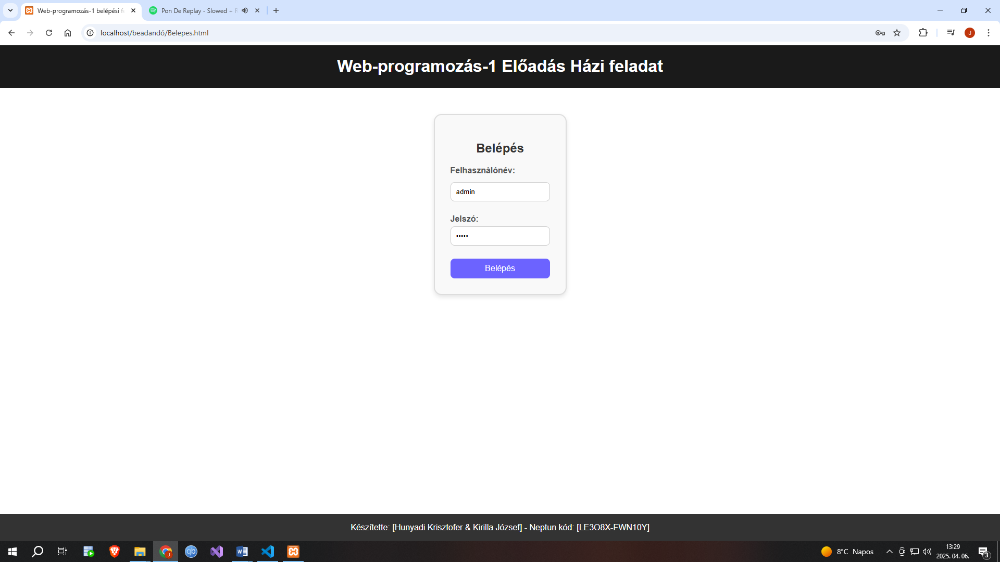 Web-programozás-1 belépési fe
Pon De Replay - Slowed + R
localhost/beadandó/Belepes.html
J
Web-programozás-1 Előadás Házi feladat
Belépés
Felhasználónév:
admin
Jelszó:
•••••
Belépés
Készítette: [Hunyadi Krisztofer & Kirilla József] - Neptun kód: [LE3O8X-FWN10Y]
J
qb
W
8°C Napos
13:29
2025. 04. 06.
3